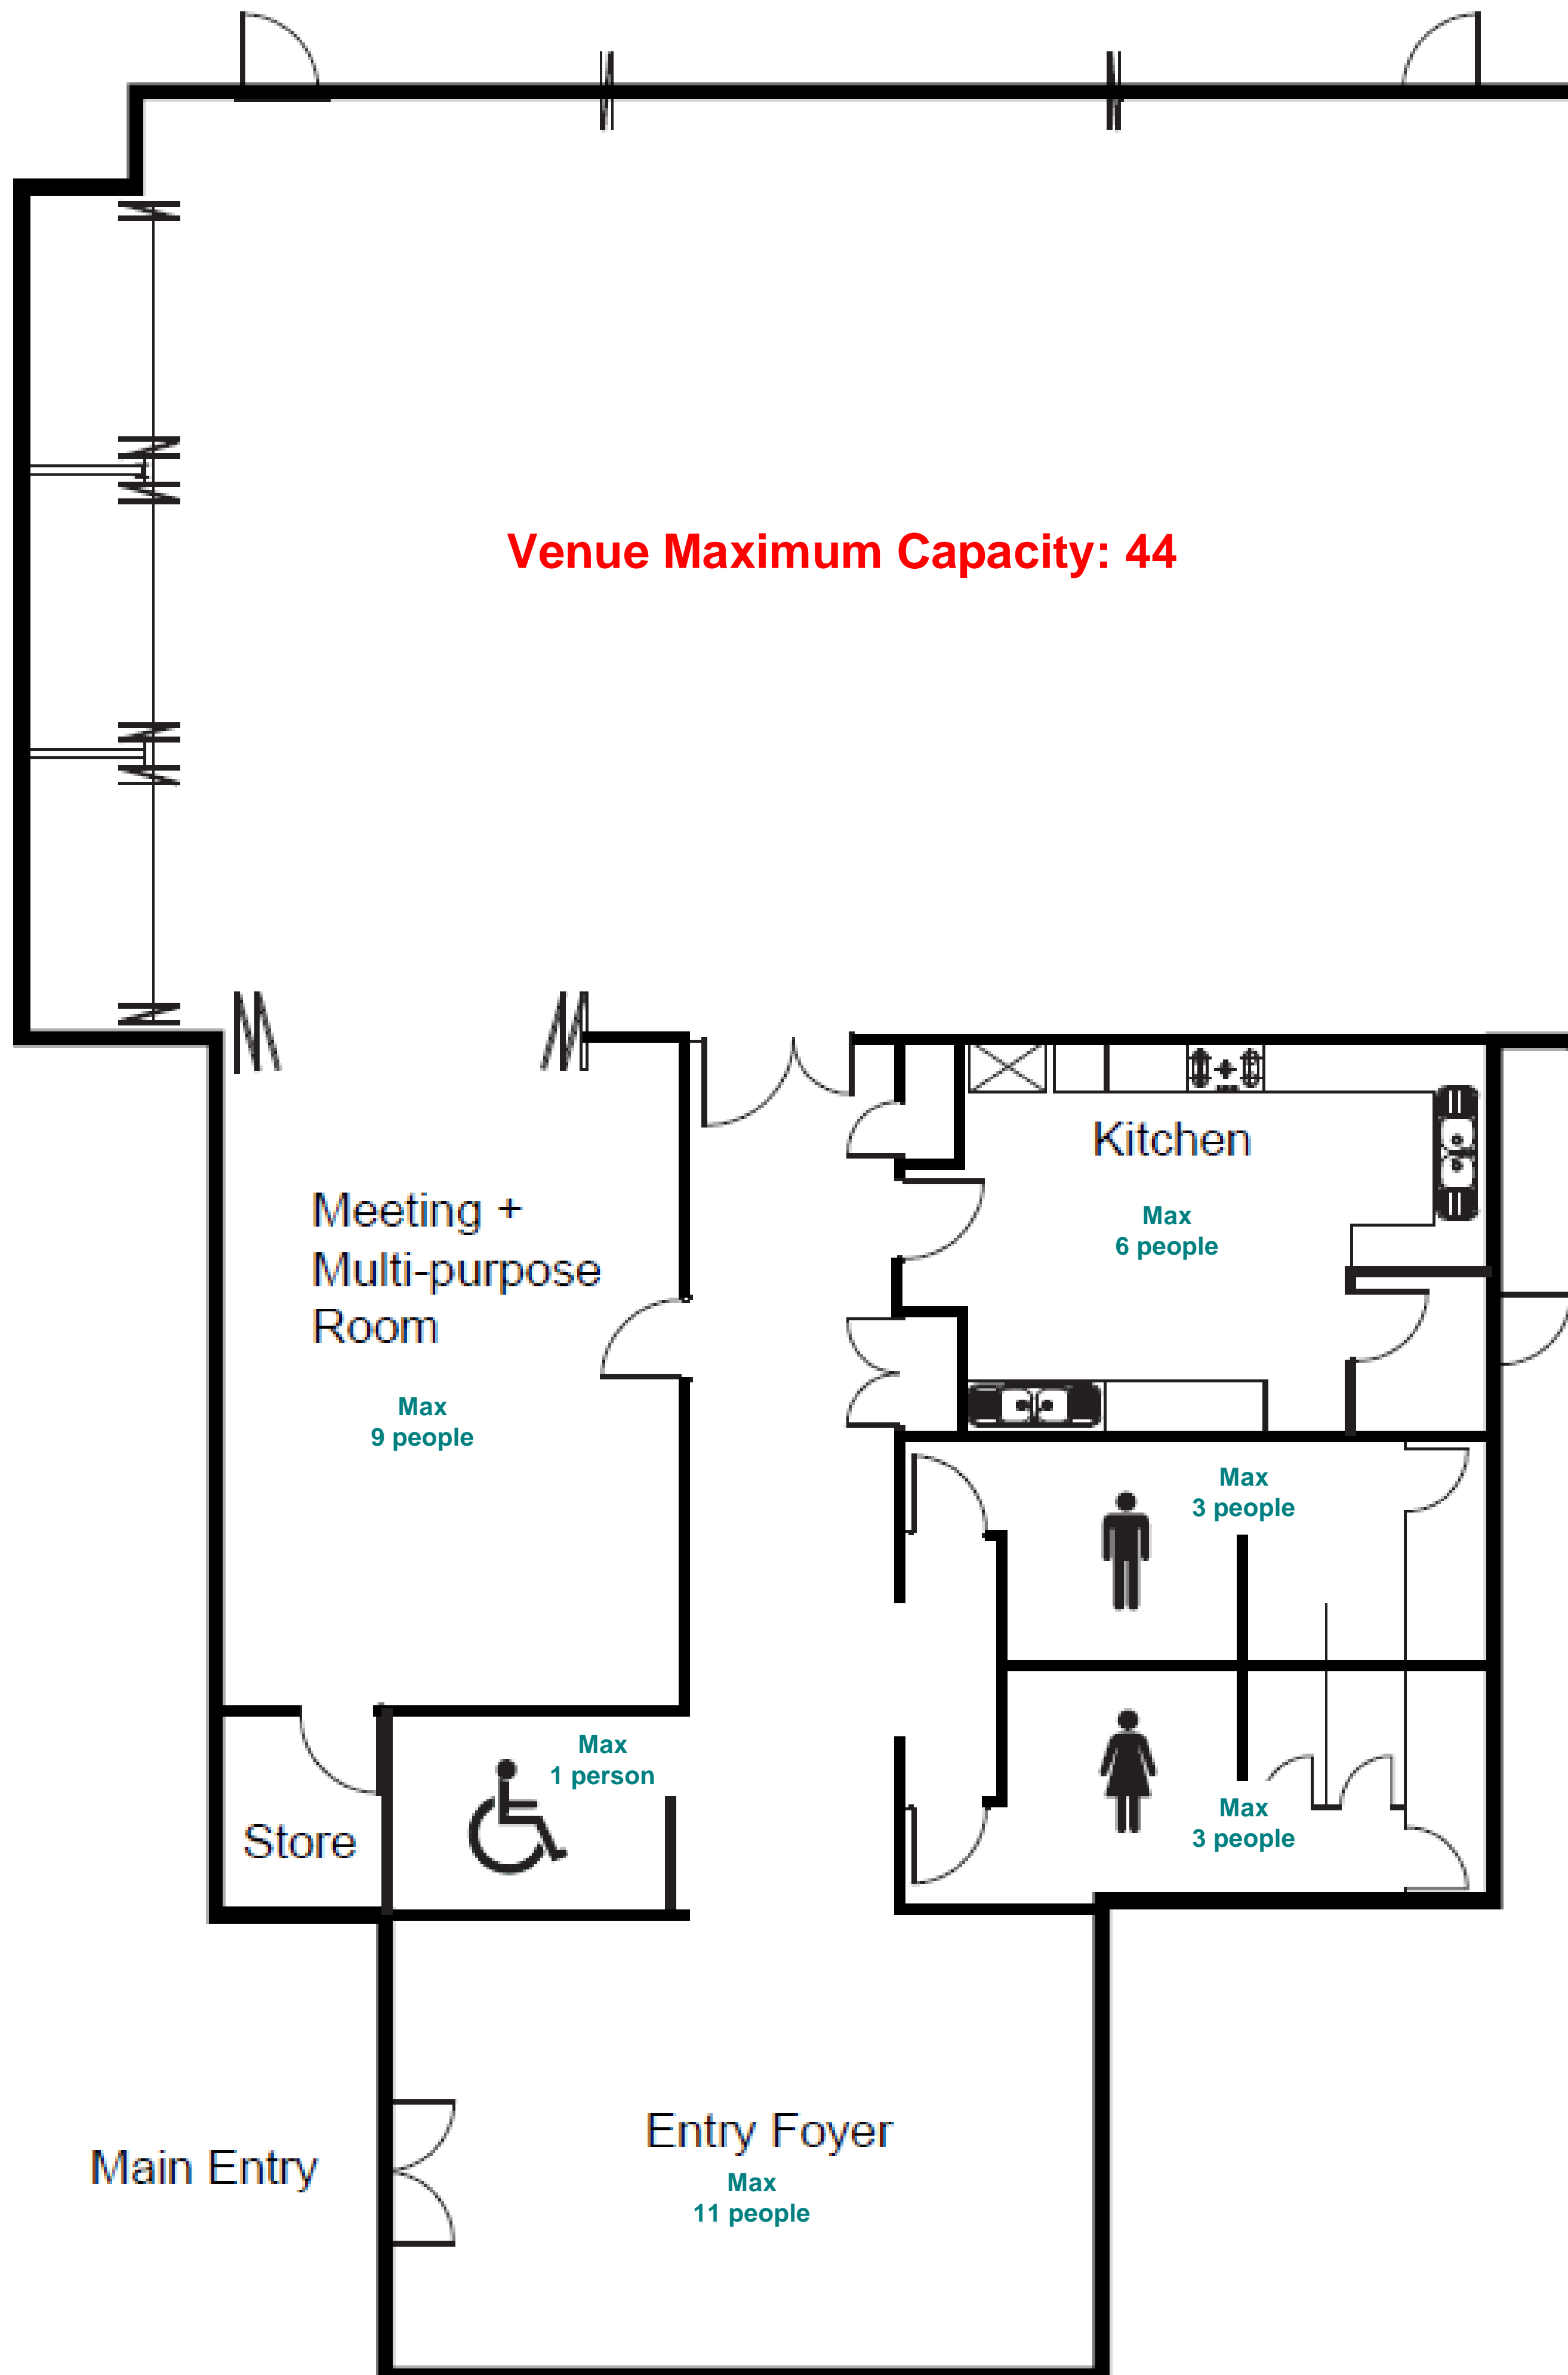 Venue Maximum Capacity: 44
Kitchen
Max
6 people
Meeting +
Multi-purpose
Room
Max
9 people
Max
3 people
Max
1 person
Store
Max
3 people
Entry Foyer
Max
11 people
Main Entry